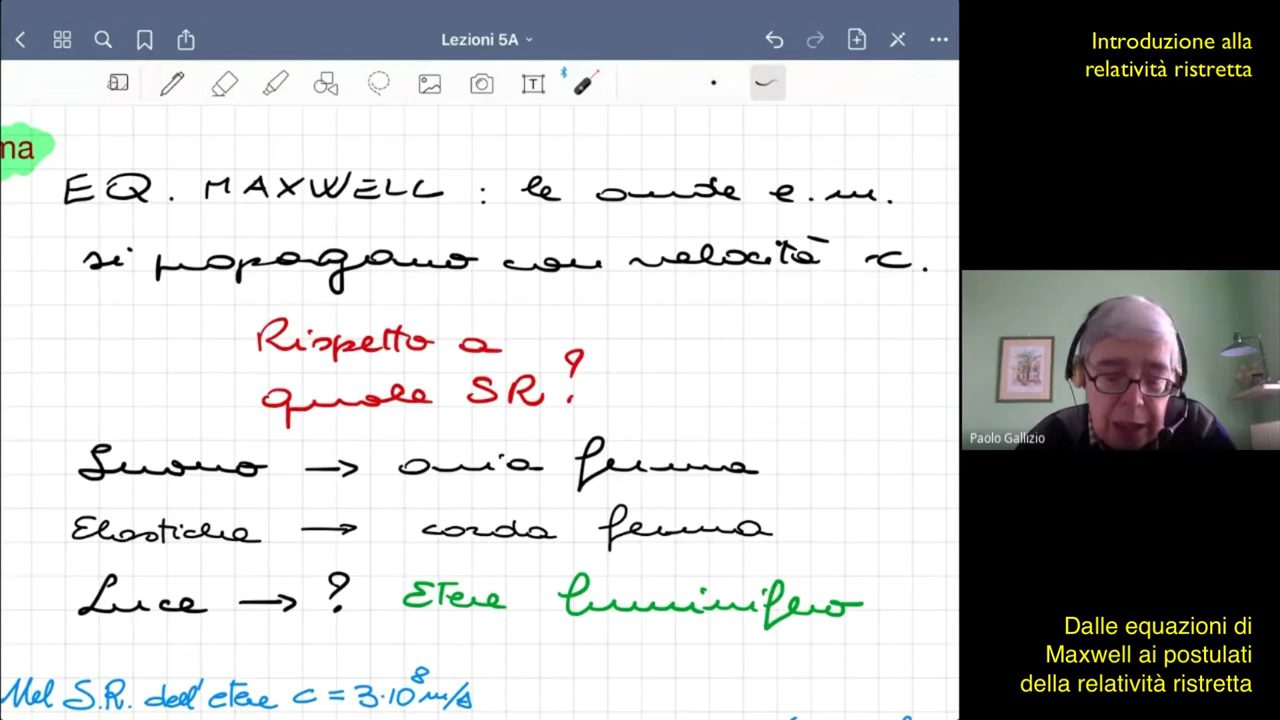 Lezioni 5A
Introduzione alla
relatività ristretta
ma
EQ. MAXWELL : le onde e.m.
si propagano con velocità c.
Rispetto a
quale SR?
Suono → aria ferma
Elastiche → corda ferma
Luce → ? Etere luminifero
Nel S.R. dell'etere c = 3·10⁸ m/s
Paolo Gallizio
Dalle equazioni di
Maxwell ai postulati
della relatività ristretta